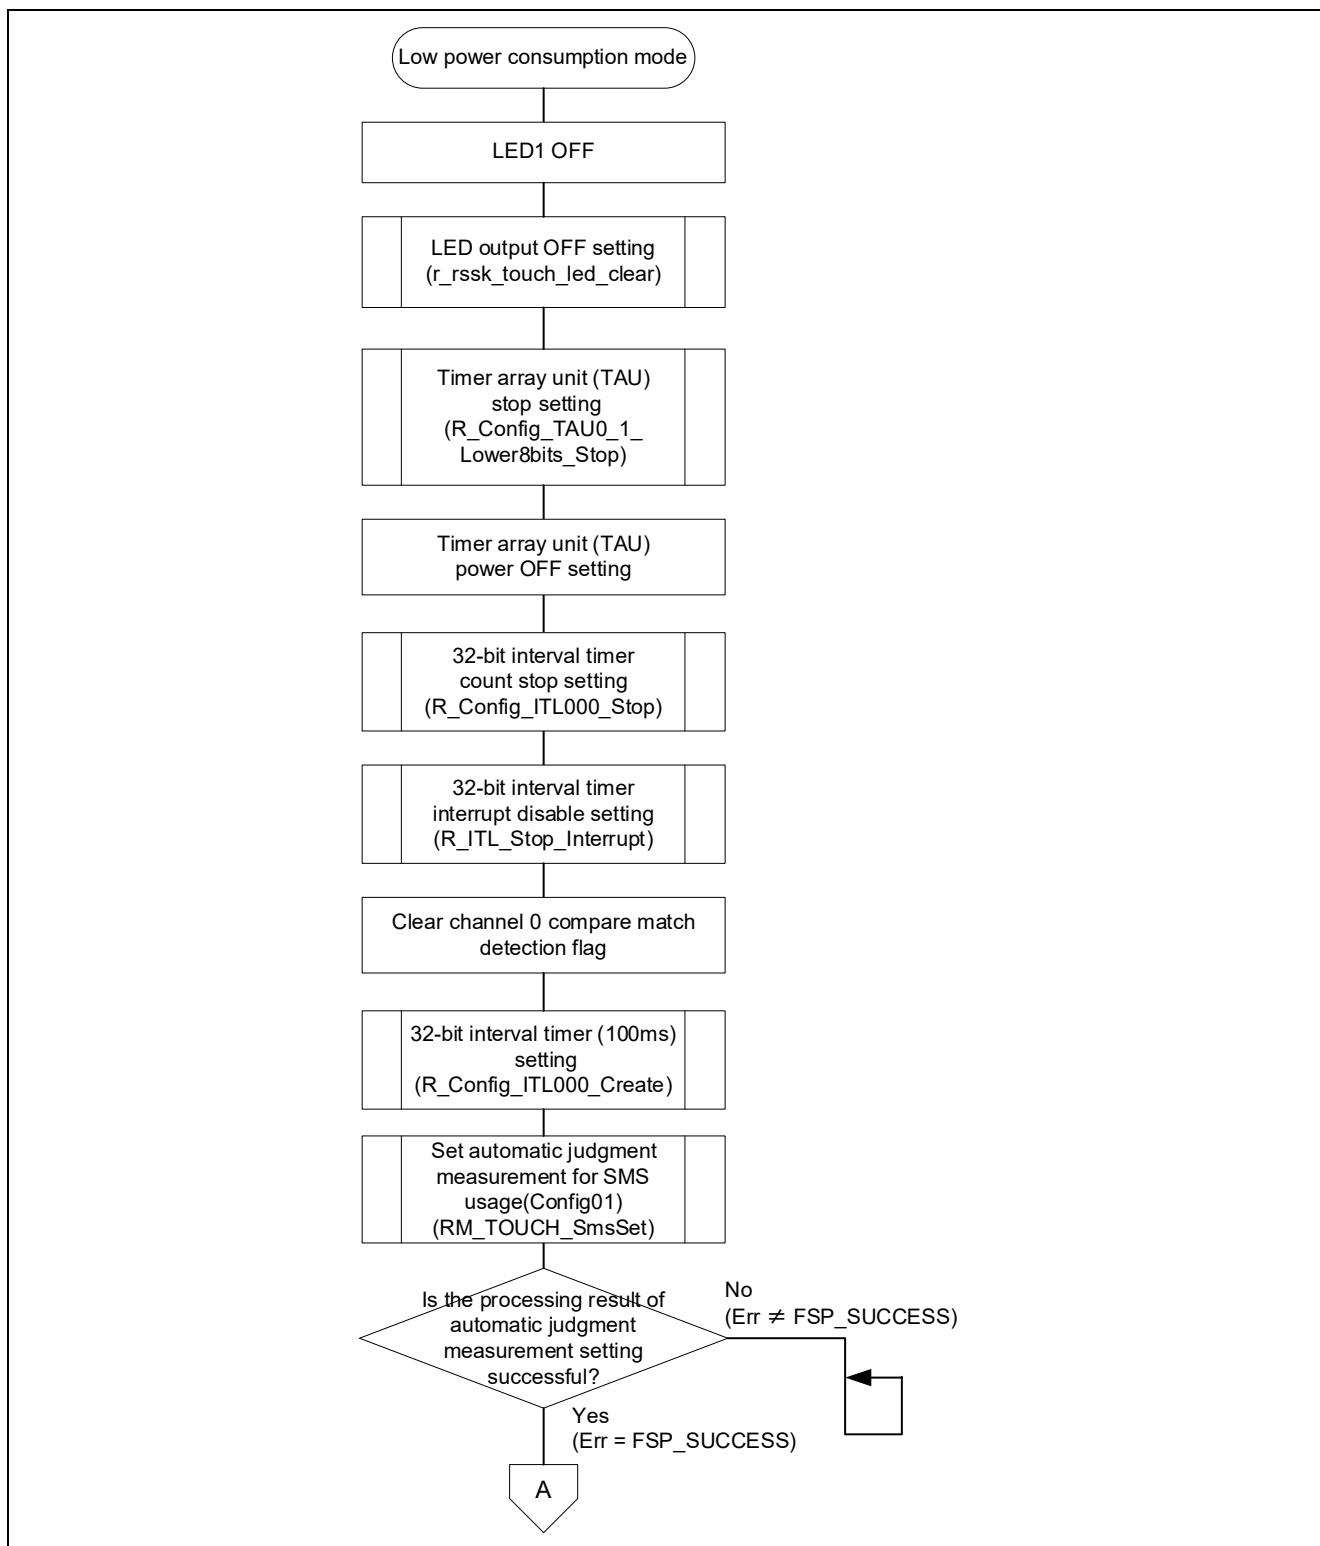 Low power consumption mode
LED1 OFF
LED output OFF setting
(r_rssk_touch_led_clear)
Timer array unit (TAU)
stop setting
(R_Config_TAU0_1_
Lower8bits_Stop)
Timer array unit (TAU)
power OFF setting
32-bit interval timer
count stop setting
(R_Config_ITL000_Stop)
32-bit interval timer
interrupt disable setting
(R_ITL_Stop_Interrupt)
Clear channel 0 compare match
detection flag
32-bit interval timer (100ms)
setting
(R_Config_ITL000_Create)
Set automatic judgment
measurement for SMS
usage(Config01)
(RM_TOUCH_SmsSet)
Is the processing result of
automatic judgment
measurement setting
successful?
No
(Err ≠ FSP_SUCCESS)
Yes
(Err = FSP_SUCCESS)
A